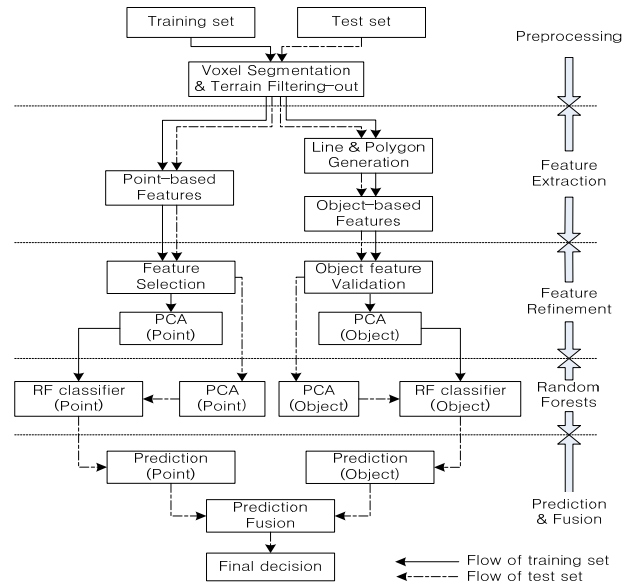 Training set
Test set
Preprocessing
Voxel Segmentation
& Terrain Filtering-out
Line & Polygon
Generation
Feature
Extraction
Point-based
Features
Object-based
Features
Feature
Selection
Object feature
Validation
Feature
Refinement
PCA
(Point)
PCA
(Object)
RF classifier
(Point)
PCA
(Point)
PCA
(Object)
RF classifier
(Object)
Random
Forests
Prediction
(Point)
Prediction
(Object)
Prediction
Fusion
Prediction
& Fusion
Final decision
Flow of training set
Flow of test set